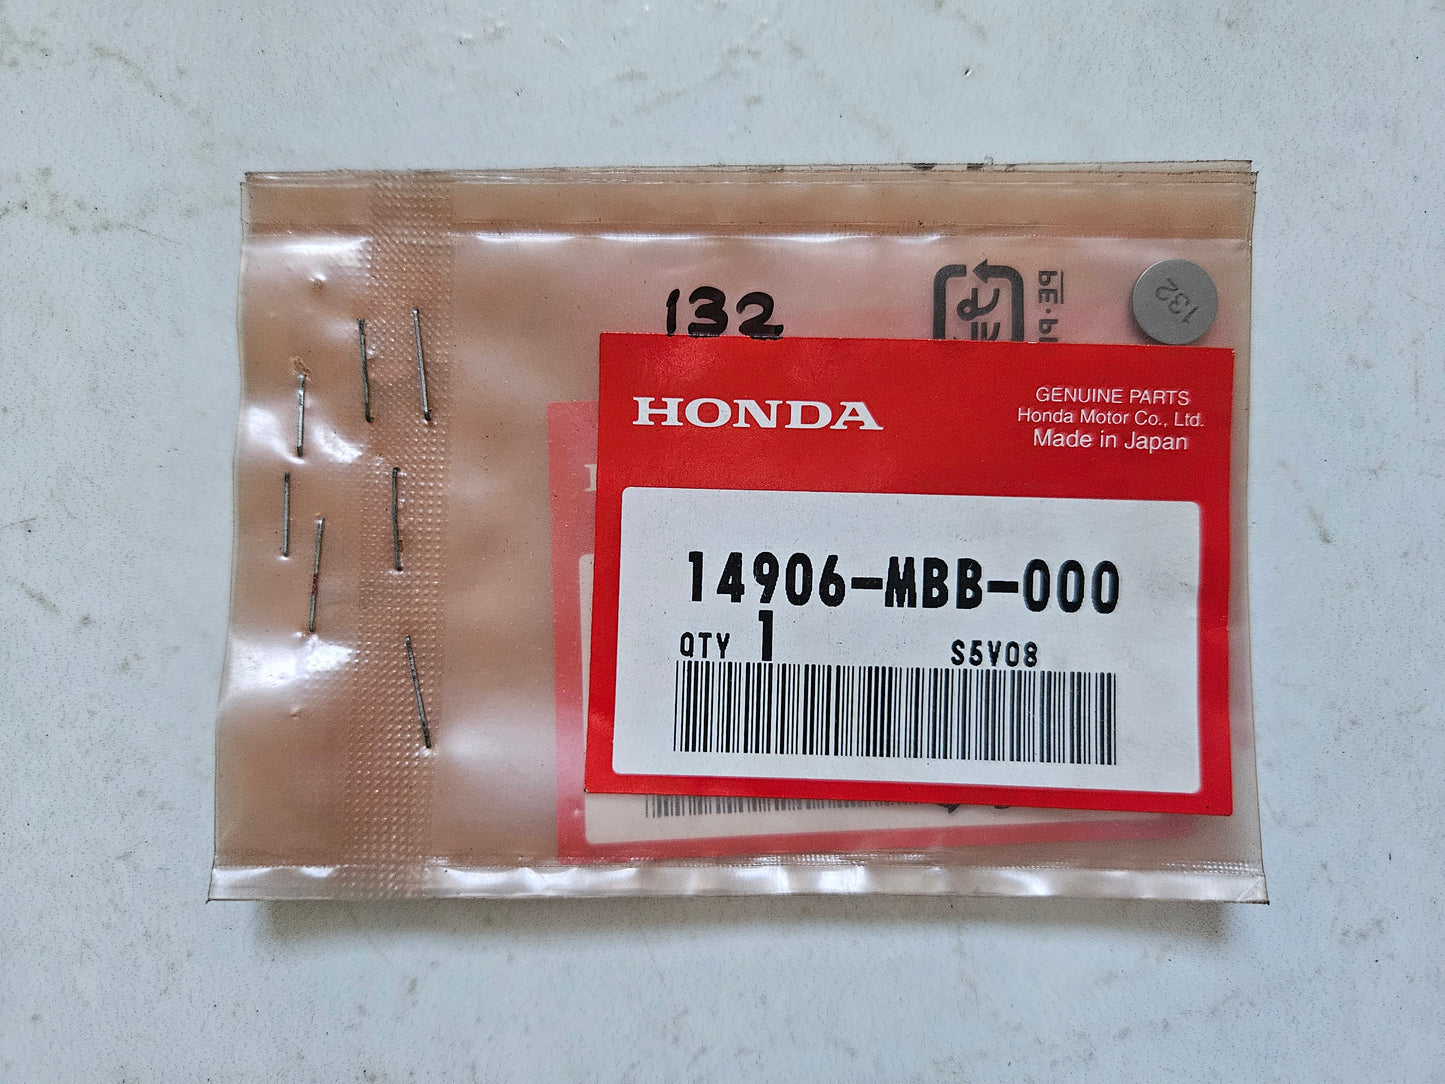 132
132
HONDA
GENUINE PARTS
Honda Motor Co., Ltd.
Made in Japan
14906-MBB-000
QTY 1 S5V08